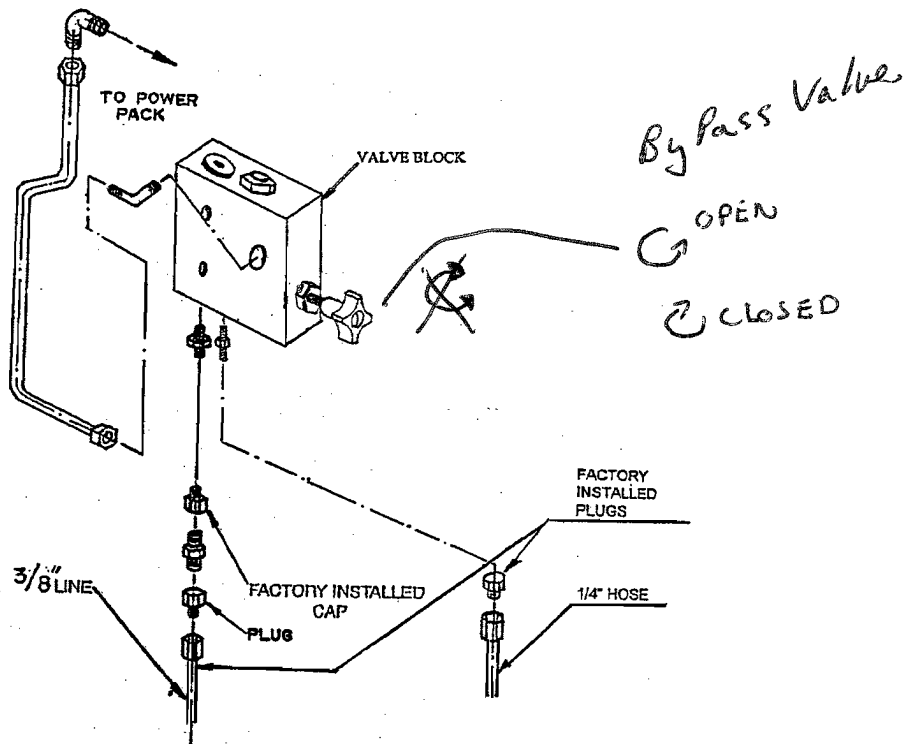 TO POWER
PACK
VALVE BLOCK
By Pass Valve
OPEN
CLOSED
FACTORY
INSTALLED
PLUGS
3/8" LINE
FACTORY INSTALLED
CAP
1/4" HOSE
PLUG